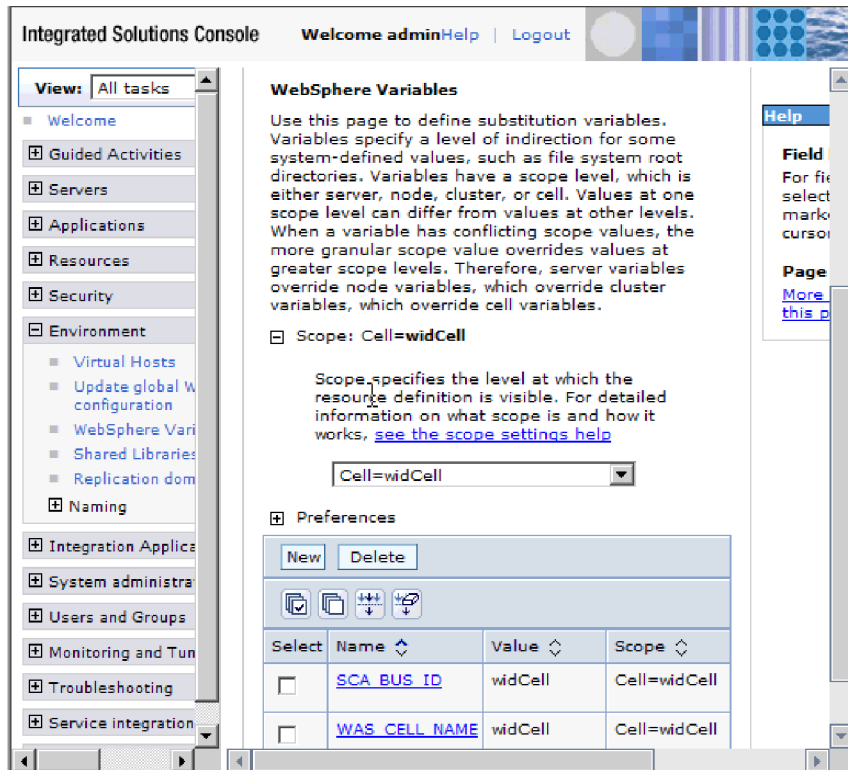 Integrated Solutions Console Welcome adminHelp | Logout
View: All tasks
Welcome
Guided Activities
Servers
Applications
Resources
Security
Environment
Virtual Hosts
Update global W
configuration
WebSphere Vari
Shared Libraries
Replication dom
Naming
Integration Applica
System administra
Users and Groups
Monitoring and Tun
Troubleshooting
Service integration
WebSphere Variables
Use this page to define substitution variables.
Variables specify a level of indirection for some
system-defined values, such as file system root
directories. Variables have a scope level, which is
either server, node, cluster, or cell. Values at one
scope level can differ from values at other levels.
When a variable has conflicting scope values, the
more granular scope value overrides values at
greater scope levels. Therefore, server variables
override node variables, which override cluster
variables, which override cell variables.
Scope: Cell=widCell
Scope specifies the level at which the
resource definition is visible. For detailed
information on what scope is and how it
works, see the scope settings help
Cell=widCell
Preferences
New Delete
Select Name Value Scope
SCA_BUS_ID widCell Cell=widCell
WAS_CELL_NAME widCell Cell=widCell
Help
Field
For fie
select
marke
cursor
Page
More
this p